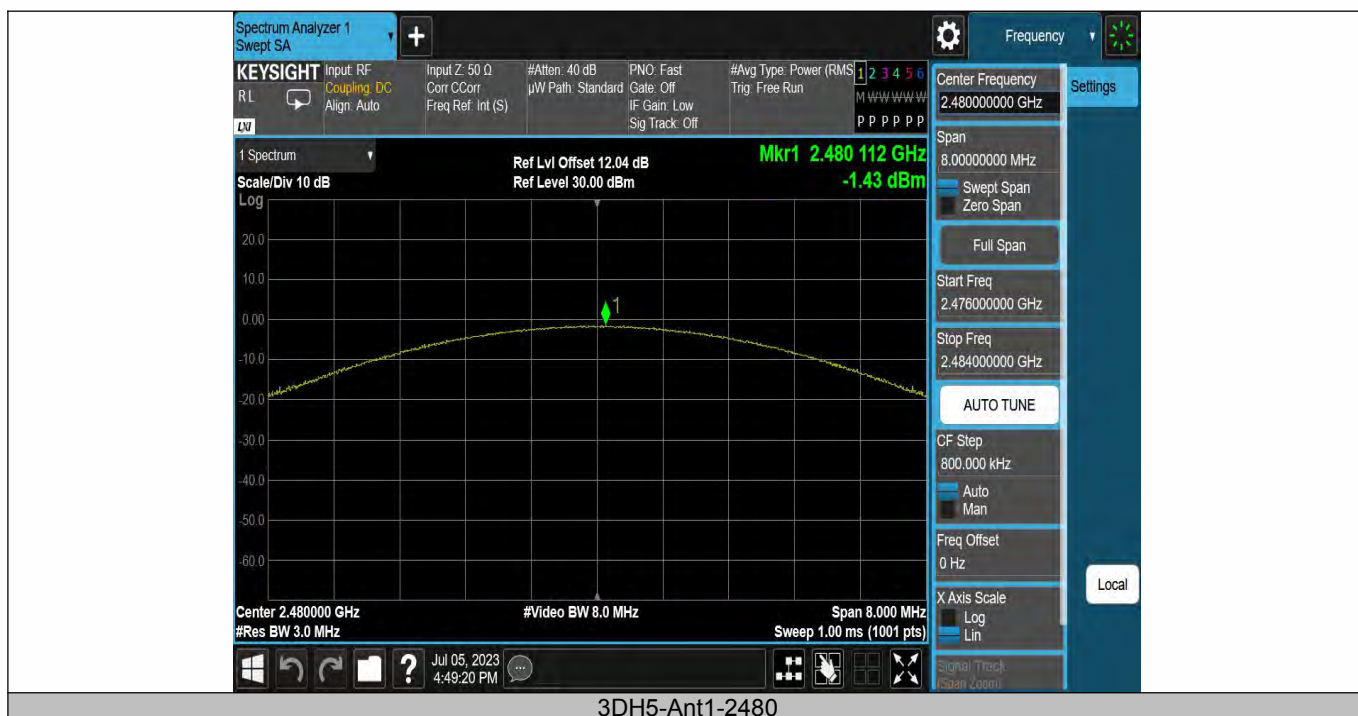 Spectrum Analyzer 1
Swept SA
+
Frequency
KEYSIGHT
R L
LXI
Input: RF
Coupling: DC
Align: Auto
Input Z: 50 Ω
Corr CCorr
Freq Ref: Int (S)
#Atten: 40 dB
µW Path: Standard
PNO: Fast
Gate: Off
IF Gain: Low
Sig Track: Off
#Avg Type: Power (RMS
Trig: Free Run
1 2 3 4 5 6
M W W W W W
P P P P P P
1 Spectrum
Scale/Div 10 dB
Ref Lvl Offset 12.04 dB
Ref Level 30.00 dBm
Mkr1 2.480 112 GHz
-1.43 dBm
Log
20.0
10.0
0.00
-10.0
-20.0
-30.0
-40.0
-50.0
-60.0
1
Center 2.480000 GHz
#Res BW 3.0 MHz
#Video BW 8.0 MHz
Span 8.000 MHz
Sweep 1.00 ms (1001 pts)
?
Jul 05, 2023
4:49:20 PM
Center Frequency
2.480000000 GHz
Settings
Span
8.00000000 MHz
Swept Span
Zero Span
Full Span
Start Freq
2.476000000 GHz
Stop Freq
2.484000000 GHz
AUTO TUNE
CF Step
800.000 kHz
Auto
Man
Freq Offset
0 Hz
X Axis Scale
Log
Lin
Local
Signal Track
(Span Zoom)
3DH5-Ant1-2480